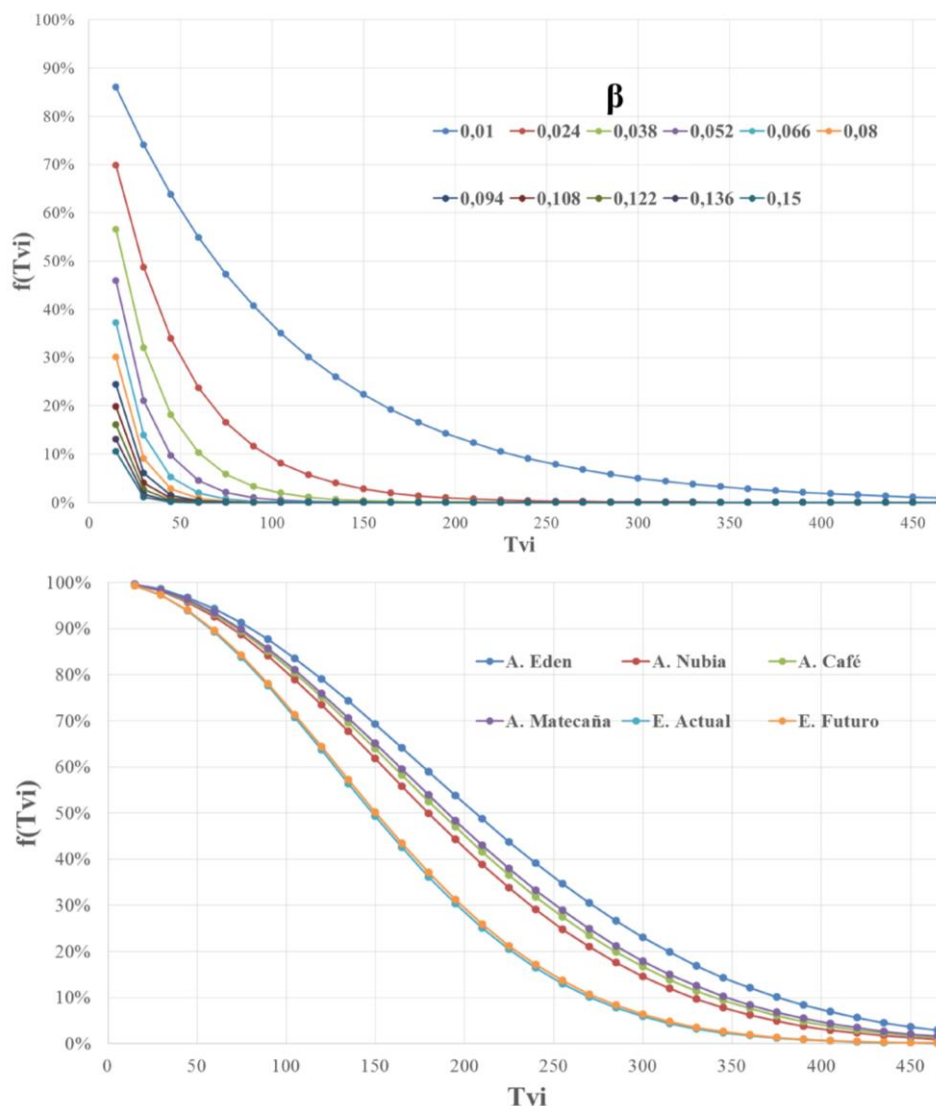 100%
90%
80%
70%
60%
50%
40%
30%
20%
10%
0%
f(Tvi)
β
0,01 0,024 0,038 0,052 0,066 0,08
0,094 0,108 0,122 0,136 0,15
0 50 100 150 200 250 300 350 400 450
Tvi
100%
90%
80%
70%
60%
50%
40%
30%
20%
10%
0%
f(Tvi)
A. Eden A. Nubia A. Café
A. Matecaña E. Actual E. Futuro
0 50 100 150 200 250 300 350 400 450
Tvi